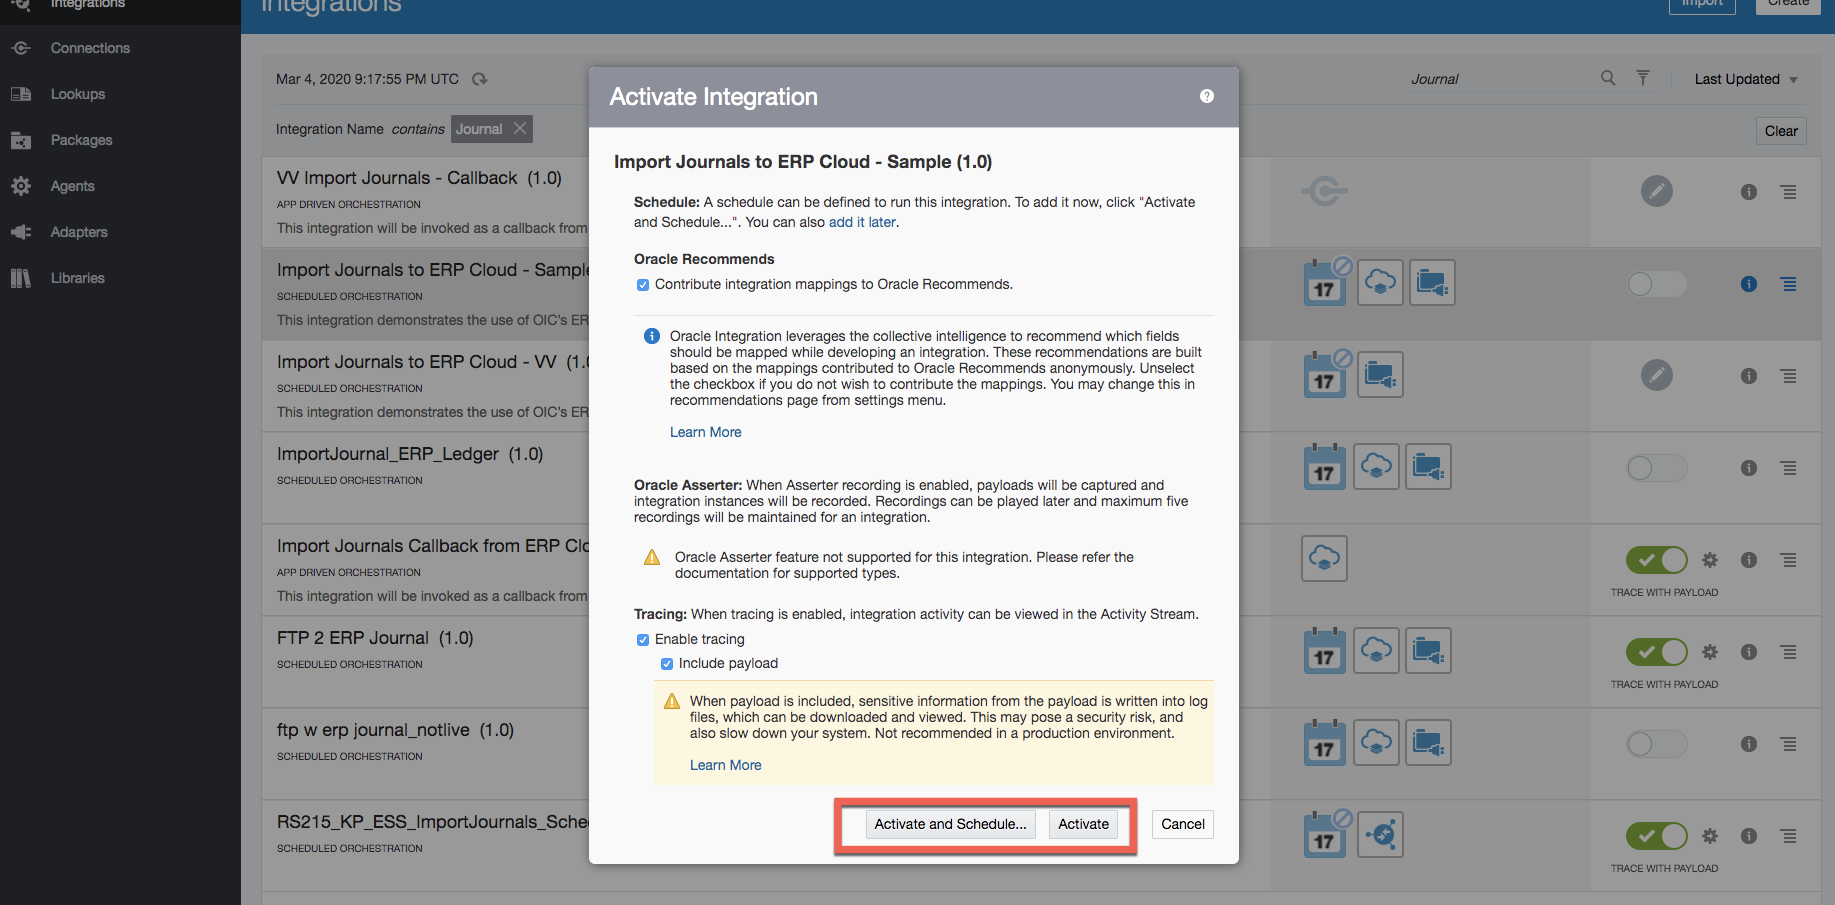 Integrations
Connections
Lookups
Packages
Agents
Adapters
Libraries
Integrations
Import
Create
Mar 4, 2020 9:17:55 PM UTC
Journal
Last Updated
Integration Name contains Journal
Clear
VV Import Journals - Callback (1.0)
APP DRIVEN ORCHESTRATION
This integration will be invoked as a callback from
Import Journals to ERP Cloud - Sample
SCHEDULED ORCHESTRATION
This integration demonstrates the use of OIC's ER
17
Import Journals to ERP Cloud - VV (1.0
SCHEDULED ORCHESTRATION
This integration demonstrates the use of OIC's ER
17
ImportJournal_ERP_Ledger (1.0)
SCHEDULED ORCHESTRATION
17
Import Journals Callback from ERP Clo
APP DRIVEN ORCHESTRATION
This integration will be invoked as a callback from
TRACE WITH PAYLOAD
FTP 2 ERP Journal (1.0)
SCHEDULED ORCHESTRATION
17
TRACE WITH PAYLOAD
ftp w erp journal_notlive (1.0)
SCHEDULED ORCHESTRATION
17
RS215_KP_ESS_ImportJournals_Sche
SCHEDULED ORCHESTRATION
17
TRACE WITH PAYLOAD
Activate Integration
?
Import Journals to ERP Cloud - Sample (1.0)
Schedule: A schedule can be defined to run this integration. To add it now, click "Activate
and Schedule...". You can also add it later.
Oracle Recommends
Contribute integration mappings to Oracle Recommends.
Oracle Integration leverages the collective intelligence to recommend which fields
should be mapped while developing an integration. These recommendations are built
based on the mappings contributed to Oracle Recommends anonymously. Unselect
the checkbox if you do not wish to contribute the mappings. You may change this in
recommendations page from settings menu.
Learn More
Oracle Asserter: When Asserter recording is enabled, payloads will be captured and
integration instances will be recorded. Recordings can be played later and maximum five
recordings will be maintained for an integration.
Oracle Asserter feature not supported for this integration. Please refer the
documentation for supported types.
Tracing: When tracing is enabled, integration activity can be viewed in the Activity Stream.
Enable tracing
Include payload
When payload is included, sensitive information from the payload is written into log
files, which can be downloaded and viewed. This may pose a security risk, and
also slow down your system. Not recommended in a production environment.
Learn More
Activate and Schedule...
Activate
Cancel